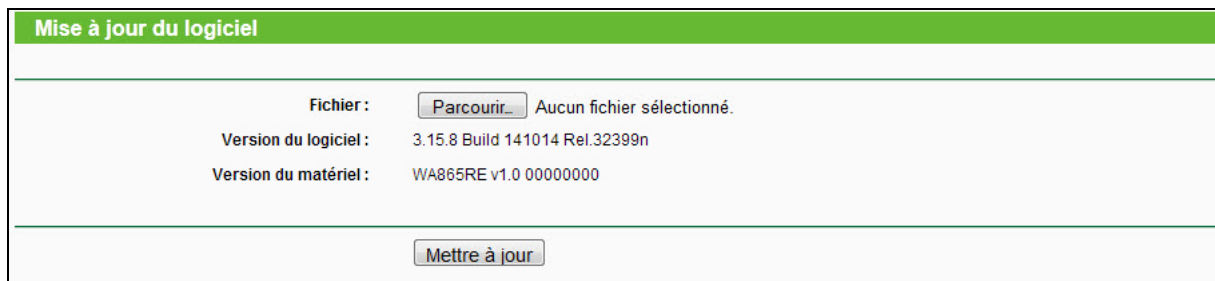 Mise à jour du logiciel
Fichier : Parcourir... Aucun fichier sélectionné.
Version du logiciel : 3.15.8 Build 141014 Rel.32399n
Version du matériel : WA865RE v1.0 00000000
Mettre à jour